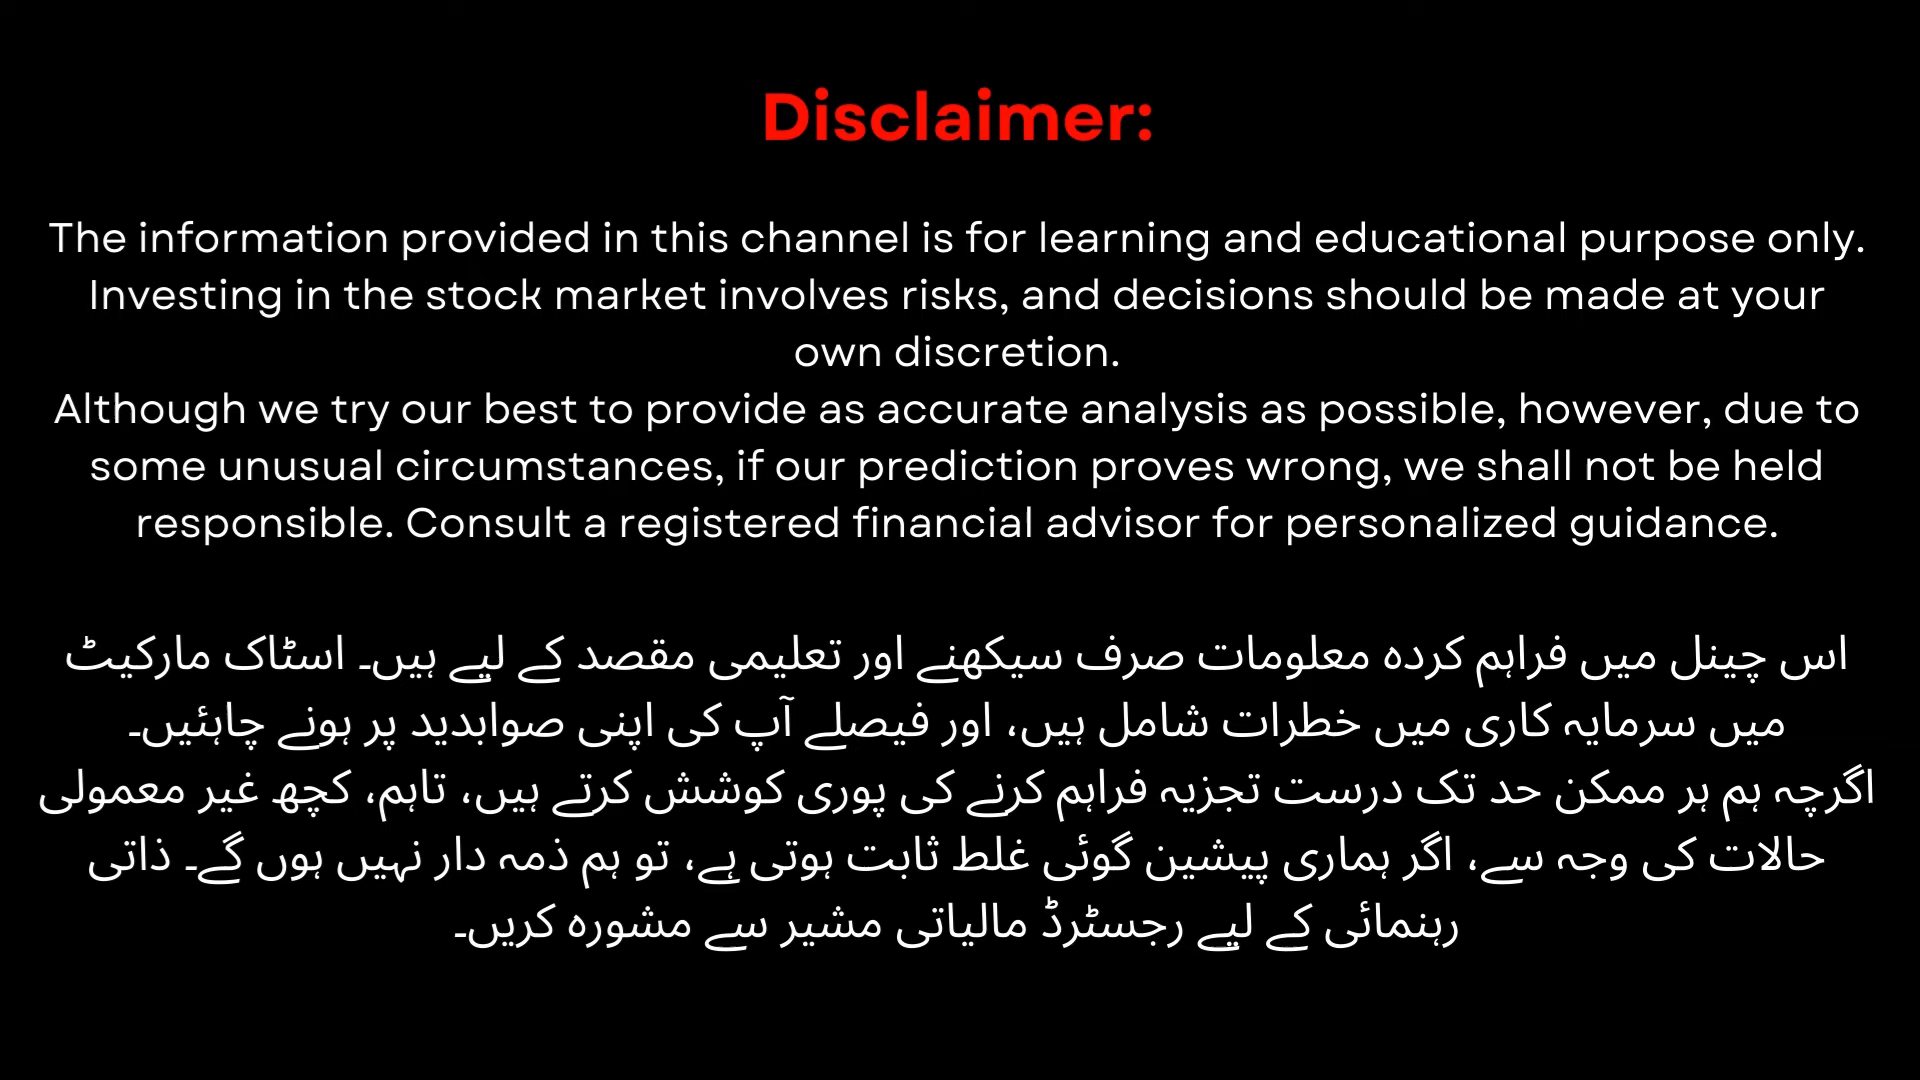 Disclaimer:
The information provided in this channel is for learning and educational purpose only.
Investing in the stock market involves risks, and decisions should be made at your
own discretion.
Although we try our best to provide as accurate analysis as possible, however, due to
some unusual circumstances, if our prediction proves wrong, we shall not be held
responsible. Consult a registered financial advisor for personalized guidance.
اس چینل میں فراہم کردہ معلومات صرف سیکھنے اور تعلیمی مقصد کے لیے ہیں۔ اسٹاک مارکیٹ
میں سرمایہ کاری میں خطرات شامل ہیں، اور فیصلے آپ کی اپنی صوابدید پر ہونے چاہئیں۔
اگرچہ ہم ہر ممکن حد تک درست تجزیہ فراہم کرنے کی پوری کوشش کرتے ہیں، تاہم، کچھ غیر معمولی
حالات کی وجہ سے، اگر ہماری پیشین گوئی غلط ثابت ہوتی ہے، تو ہم ذمہ دار نہیں ہوں گے۔ ذاتی
رہنمائی کے لیے رجسٹرڈ مالیاتی مشیر سے مشورہ کریں۔